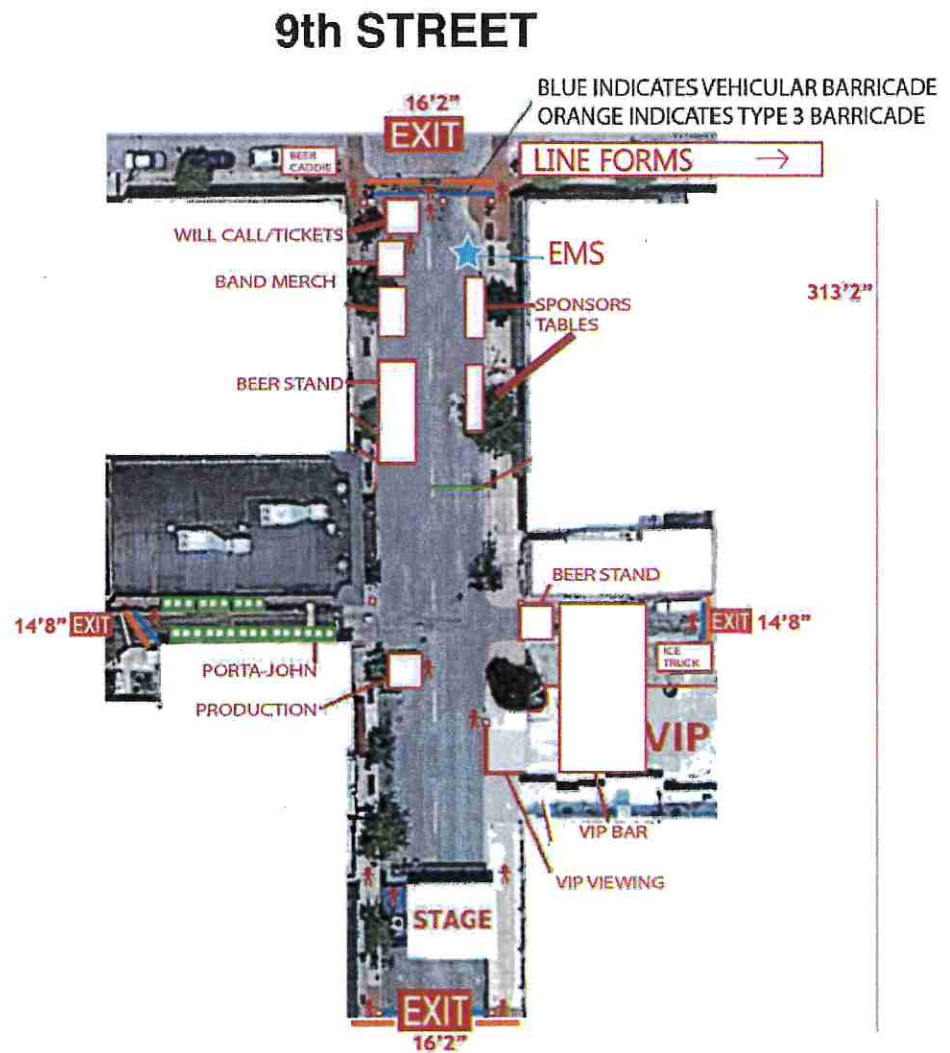 9th STREET
BLUE INDICATES VEHICULAR BARRICADE
ORANGE INDICATES TYPE 3 BARRICADE
16'2"
EXIT
BEER
CADDIE
LINE FORMS
WILL CALL/TICKETS
EMS
BAND MERCH
313'2"
SPONSORS
TABLES
BEER STAND
BEER STAND
14'8" EXIT
EXIT 14'8"
ICE
TRUCK
PORTA-JOHN
PRODUCTION
VIP
VIP BAR
VIP VIEWING
STAGE
EXIT
16'2"